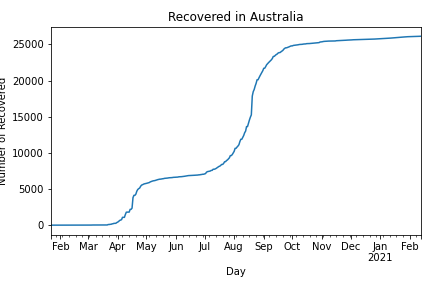 Recovered in Australia
Number of Recovered
25000
20000
15000
10000
5000
0
Feb Mar Apr May Jun Jul Aug Sep Oct Nov Dec Jan Feb
2021
Day